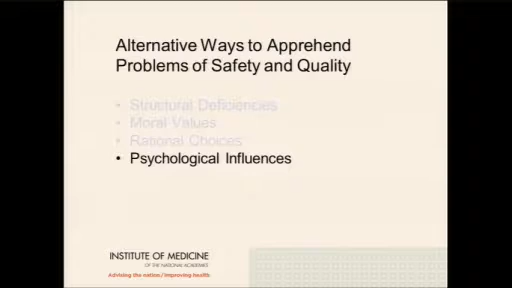 Alternative Ways to Apprehend
Problems of Safety and Quality
• Structural Deficiencies
• Moral Values
• Rational Choices
• Psychological Influences
INSTITUTE OF MEDICINE
OF THE NATIONAL ACADEMIES
Advising the nation / Improving health